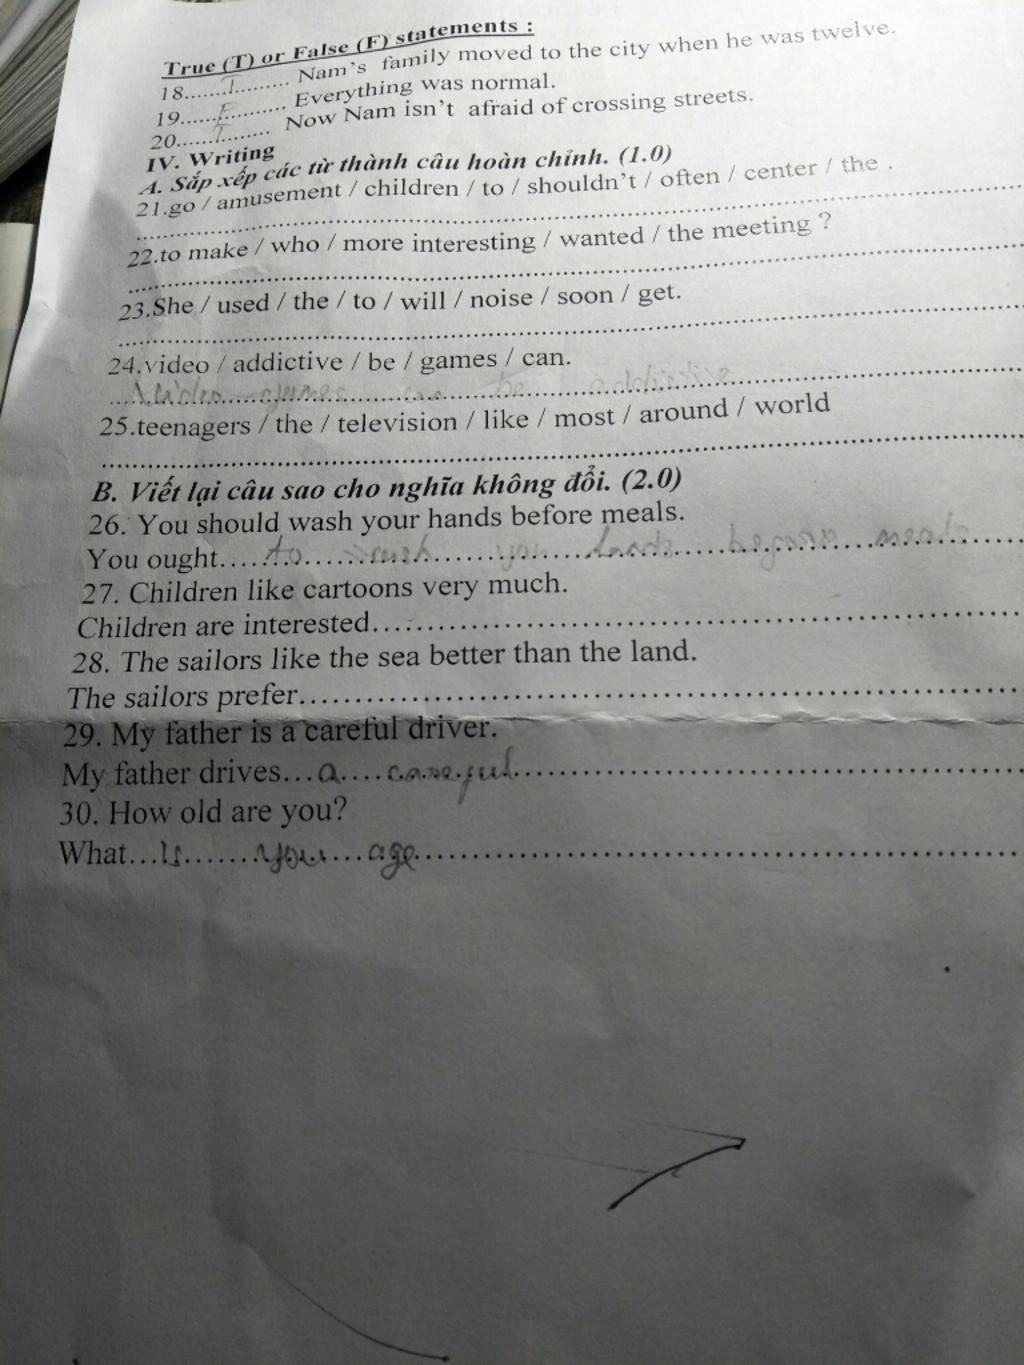 True (T) or False (F) statements :
18.......T......... Nam's family moved to the city when he was twelve.
19......F......... Everything was normal.
20......T....... Now Nam isn't afraid of crossing streets.
IV. Writing
A. Sắp xếp các từ thành câu hoàn chỉnh. (1.0)
21.go / amusement / children / to / shouldn't / often / center / the .
22.to make / who / more interesting / wanted / the meeting ?
23.She / used / the / to / will / noise / soon / get.
24.video / addictive / be / games / can.
games
25.teenagers / the / television / like / most / around / world
B. Viết lại câu sao cho nghĩa không đổi. (2.0)
26. You should wash your hands before meals.
You ought....to
27. Children like cartoons very much.
Children are interested....
28. The sailors like the sea better than the land.
The sailors prefer....
29. My father is a careful driver.
My father drives...a....careful....
30. How old are you?
What...Is.......you...age....